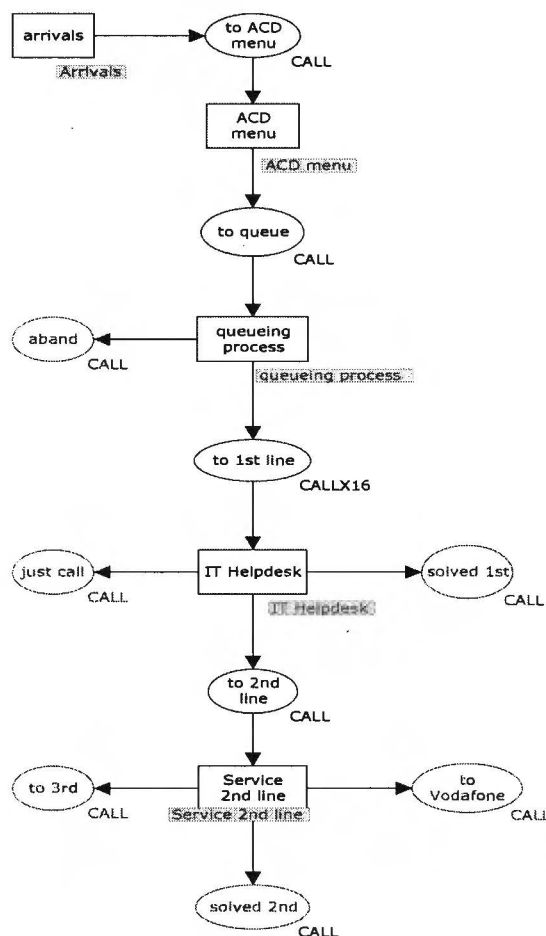 arrivals
to ACD
menu
CALL
Arrivals
ACD
menu
ACD menu
to queue
CALL
aband
CALL
queueing
process
queueing process
to 1st line
CALLX16
just call
CALL
IT Helpdesk
IT Helpdesk
solved 1st
CALL
to 2nd
line
CALL
to 3rd
CALL
Service
2nd line
Service 2nd line
to
Vodafone
CALL
solved 2nd
CALL